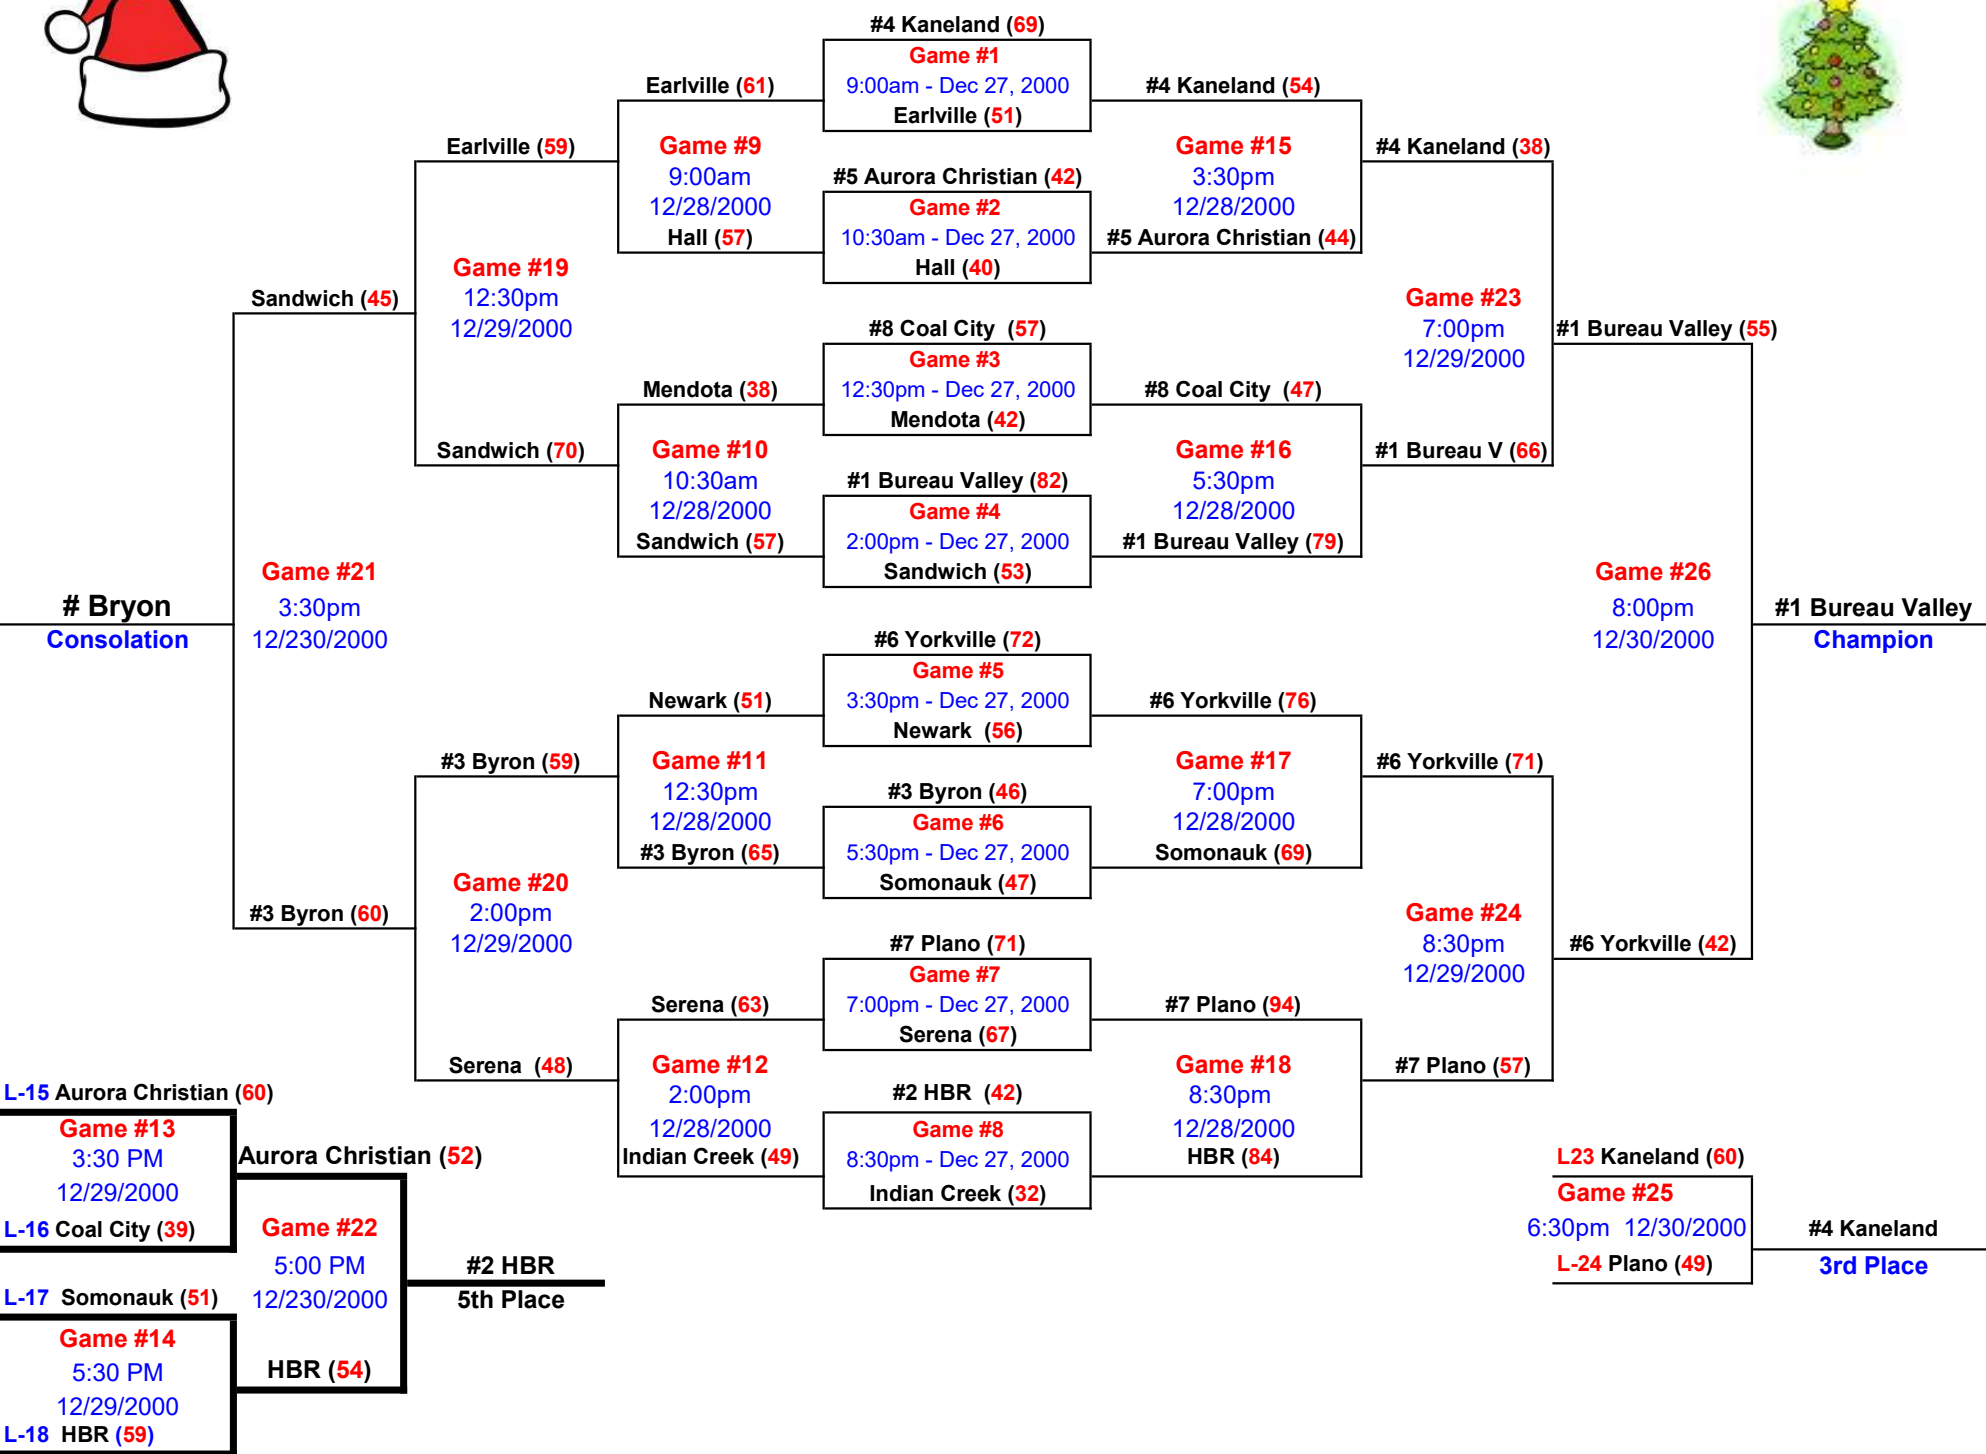 #4 Kaneland (69)
Game #1
9:00am - Dec 27, 2000
Earlville (51)
#5 Aurora Christian (42)
Game #2
10:30am - Dec 27, 2000
Hall (40)
#8 Coal City (57)
Game #3
12:30pm - Dec 27, 2000
Mendota (42)
#1 Bureau Valley (82)
Game #4
2:00pm - Dec 27, 2000
Sandwich (53)
#6 Yorkville (72)
Game #5
3:30pm - Dec 27, 2000
Newark (56)
#3 Byron (46)
Game #6
5:30pm - Dec 27, 2000
Somonauk (47)
#7 Plano (71)
Game #7
7:00pm - Dec 27, 2000
Serena (67)
#2 HBR (42)
Game #8
8:30pm - Dec 27, 2000
Indian Creek (32)
Earlville (61)
Game #9
9:00am
12/28/2000
Hall (57)
Mendota (38)
Game #10
10:30am
12/28/2000
Sandwich (57)
Newark (51)
Game #11
12:30pm
12/28/2000
#3 Byron (65)
Serena (63)
Game #12
2:00pm
12/28/2000
Indian Creek (49)
Earlville (59)
Game #19
12:30pm
12/29/2000
Sandwich (70)
#3 Byron (59)
Game #20
2:00pm
12/29/2000
Serena (48)
Sandwich (45)
Game #21
3:30pm
12/230/2000
#3 Byron (60)
# Bryon
Consolation
#4 Kaneland (54)
Game #15
3:30pm
12/28/2000
#5 Aurora Christian (44)
#8 Coal City (47)
Game #16
5:30pm
12/28/2000
#1 Bureau Valley (79)
#6 Yorkville (76)
Game #17
7:00pm
12/28/2000
Somonauk (69)
#7 Plano (94)
Game #18
8:30pm
12/28/2000
HBR (84)
#4 Kaneland (38)
Game #23
7:00pm
12/29/2000
#1 Bureau V (66)
#6 Yorkville (71)
Game #24
8:30pm
12/29/2000
#7 Plano (57)
#1 Bureau Valley (55)
Game #26
8:00pm
12/30/2000
#6 Yorkville (42)
#1 Bureau Valley
Champion
L-15 Aurora Christian (60)
Game #13
3:30 PM
12/29/2000
L-16 Coal City (39)
L-17 Somonauk (51)
Game #14
5:30 PM
12/29/2000
L-18 HBR (59)
Aurora Christian (52)
Game #22
5:00 PM
12/230/2000
HBR (54)
#2 HBR
5th Place
L23 Kaneland (60)
Game #25
6:30pm 12/30/2000
L-24 Plano (49)
#4 Kaneland
3rd Place